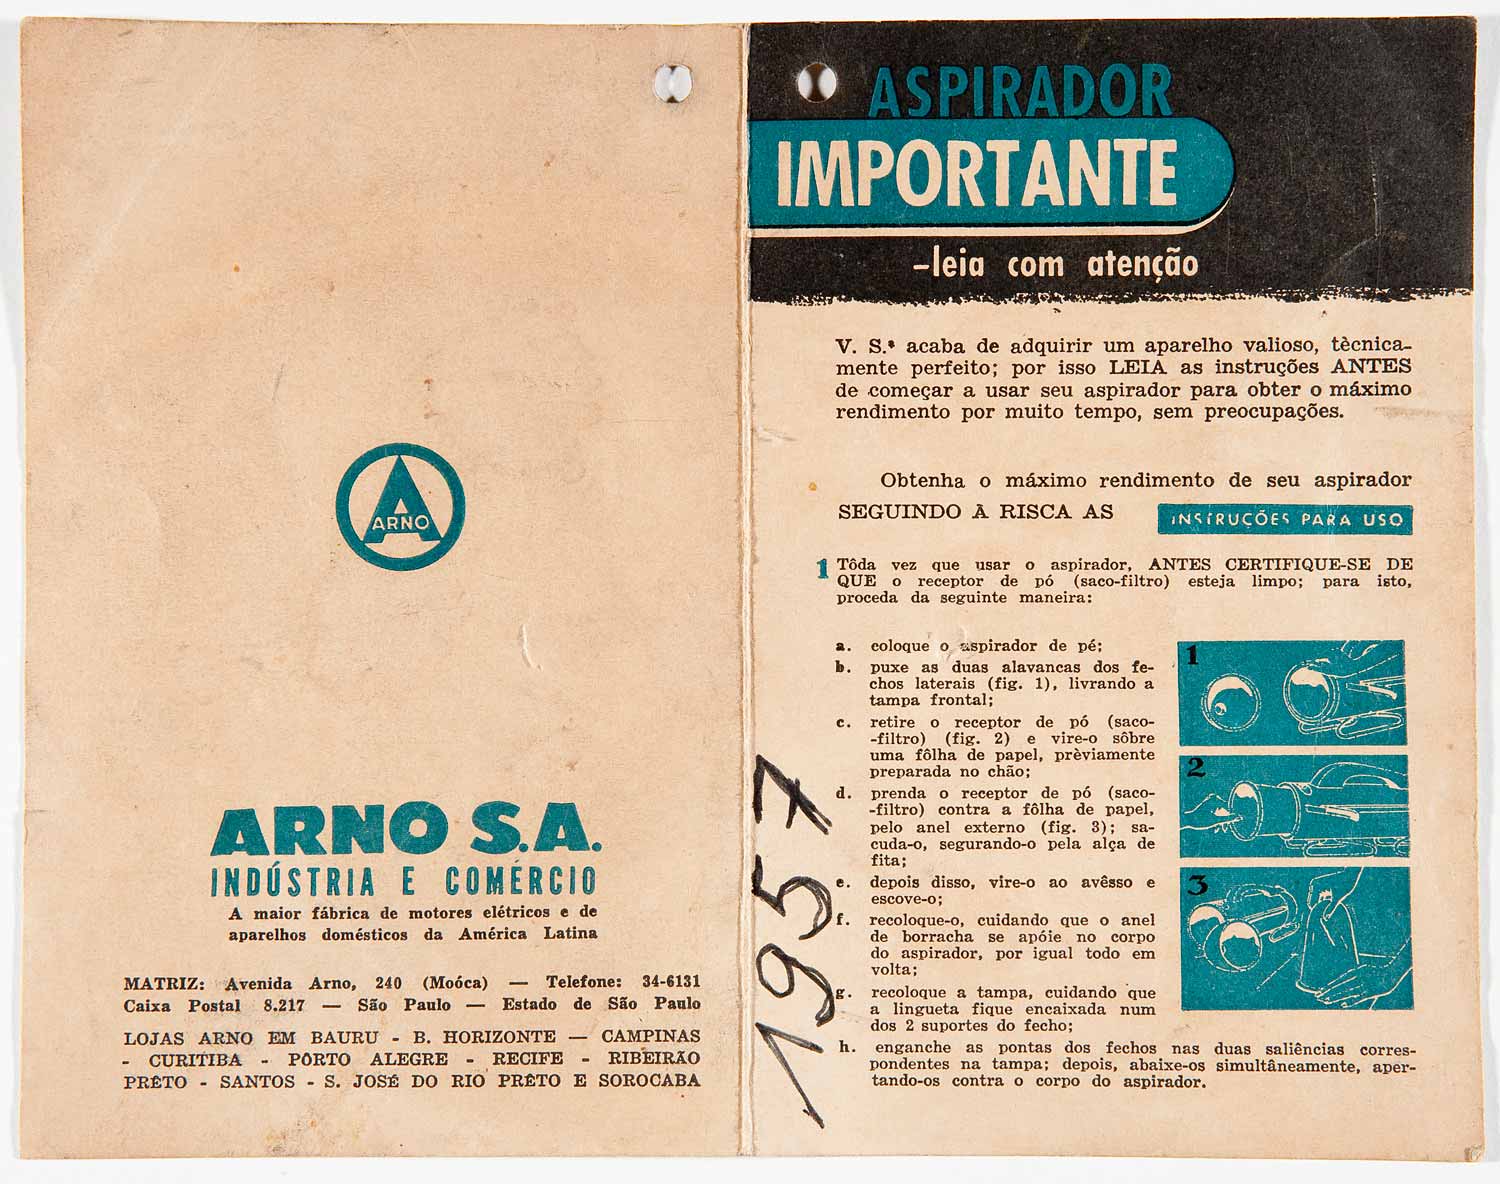 ARNO
ARNO S.A.
INDÚSTRIA E COMÉRCIO
A maior fábrica de motores elétricos e de
aparelhos domésticos da América Latina
MATRIZ: Avenida Arno, 240 (Moóca) — Telefone: 34-6131
Caixa Postal 8.217 — São Paulo — Estado de São Paulo
LOJAS ARNO EM BAURU - B. HORIZONTE — CAMPINAS
- CURITIBA - PÔRTO ALEGRE - RECIFE - RIBEIRÃO
PRÊTO - SANTOS - S. JOSÉ DO RIO PRÊTO E SOROCABA
ASPIRADOR
IMPORTANTE
-leia com atenção
V. S.ª acaba de adquirir um aparelho valioso, tècnica-
mente perfeito; por isso LEIA as instruções ANTES
de começar a usar seu aspirador para obter o máximo
rendimento por muito tempo, sem preocupações.
Obtenha o máximo rendimento de seu aspirador
SEGUINDO À RISCA AS INSTRUÇÕES PARA USO
1 Tôda vez que usar o aspirador, ANTES CERTIFIQUE-SE DE
QUE o receptor de pó (saco-filtro) esteja limpo; para isto,
proceda da seguinte maneira:
a. coloque o aspirador de pé;
b. puxe as duas alavancas dos fe-
chos laterais (fig. 1), livrando a
tampa frontal;
c. retire o receptor de pó (saco-
-filtro) (fig. 2) e vire-o sôbre
uma fôlha de papel, prèviamente
preparada no chão;
d. prenda o receptor de pó (saco-
-filtro) contra a fôlha de papel,
pelo anel externo (fig. 3); sa-
cuda-o, segurando-o pela alça de
fita;
e. depois disso, vire-o ao avêsso e
escove-o;
f. recoloque-o, cuidando que o anel
de borracha se apóie no corpo
do aspirador, por igual todo em
volta;
g. recoloque a tampa, cuidando que
a lingueta fique encaixada num
dos 2 suportes do fecho;
h. enganche as pontas dos fechos nas duas saliências corres-
pondentes na tampa; depois, abaixe-os simultâneamente, aper-
tando-os contra o corpo do aspirador.
1
2
3
1957